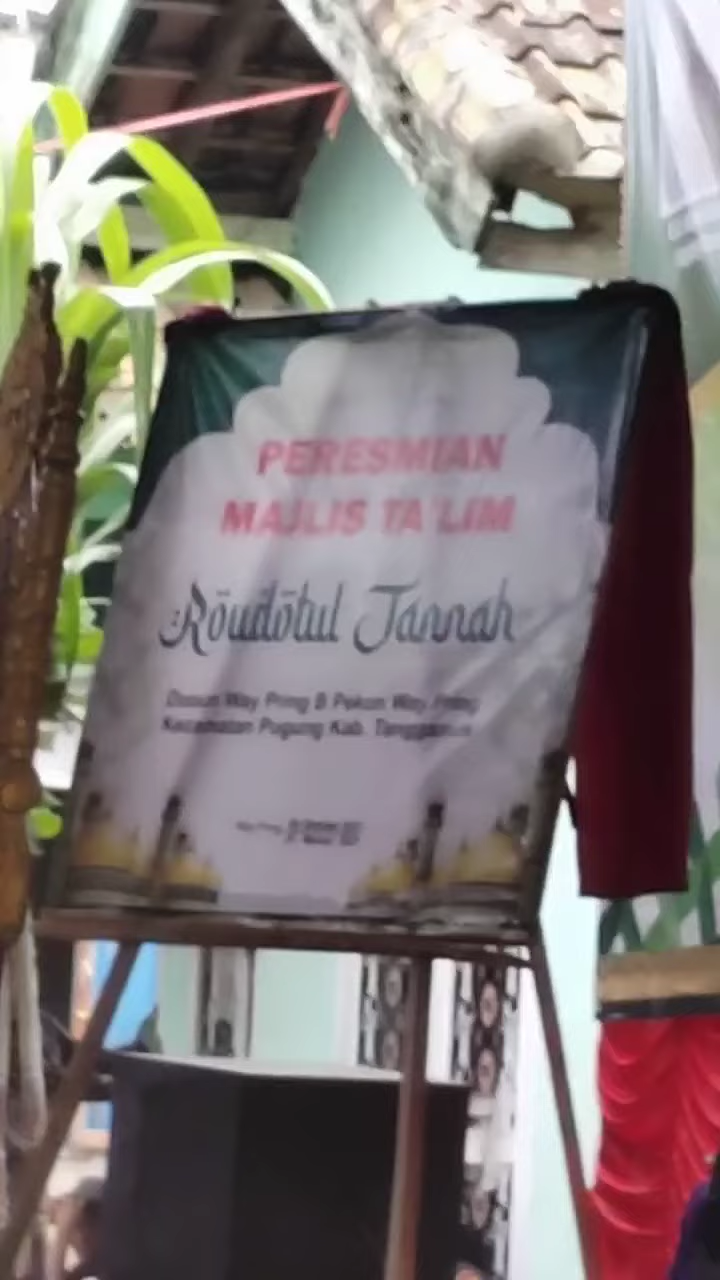 PERESMIAN
MAJLIS TA'LIM
Roudotul Jannah
Dusun Way Pring B Pekon Way Pring
Kecamatan Pugung Kab. Tanggamus